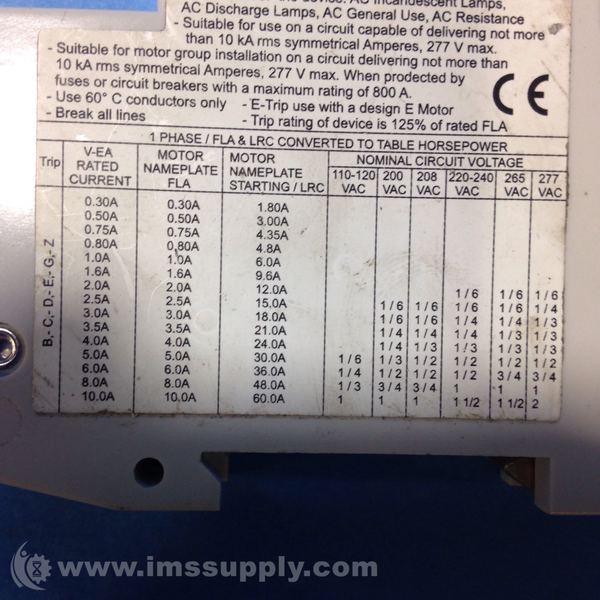 AC Incandescent Lamps,
AC Discharge Lamps, AC General Use, AC Resistance
- Suitable for use on a circuit capable of delivering not more
than 10 kA rms symmetrical Amperes, 277 V max.
- Suitable for motor group installation on a circuit delivering not more than
10 kA rms symmetrical Amperes, 277 V max. When prodected by
fuses or circuit breakers with a maximum rating of 800 A.
- Use 60° C conductors only - E-Trip use with a design E Motor
- Break all lines - Trip rating of device is 125% of rated FLA
CE
1 PHASE / FLA & LRC CONVERTED TO TABLE HORSEPOWER
Trip V-EA MOTOR MOTOR NOMINAL CIRCUIT VOLTAGE
RATED NAMEPLATE NAMEPLATE 110-120 200 208 220-240 265 277
CURRENT FLA STARTING / LRC VAC VAC VAC VAC VAC VAC
B,- C,- D,- E,- G,- Z
0.30A 0.30A 1.80A
0.50A 0.50A 3.00A
0.75A 0.75A 4.35A
0.80A 0,80A 4.8A
1.0A 1.0A 6.0A
1.6A 1.6A 9.6A
2.0A 2.0A 12.0A 1 / 6 1 / 6 1 / 6
2.5A 2.5A 15.0A 1 / 6 1 / 6 1 / 6 1 / 6 1 / 4
3.0A 3.0A 18.0A 1 / 6 1 / 6 1 / 4 1 / 4 1 / 3
3.5A 3.5A 21.0A 1 / 4 1 / 4 1 / 4 1 / 3 1 / 3
4.0A 4.0A 24.0A 1 / 4 1 / 3 1 / 3 1 / 3 1 / 3
5.0A 5.0A 30.0A 1 / 6 1 / 3 1 / 3 1 / 2 1 / 2 1 / 2
6.0A 6.0A 36.0A 1 / 4 1 / 2 1 / 2 1 / 2 3 / 4 3 / 4
8.0A 8.0A 48.0A 1 / 3 3 / 4 3 / 4 1 1 1
10.0A 10.0A 60.0A 1 1 1 1 1/2 1 1/2 2
www.imssupply.com